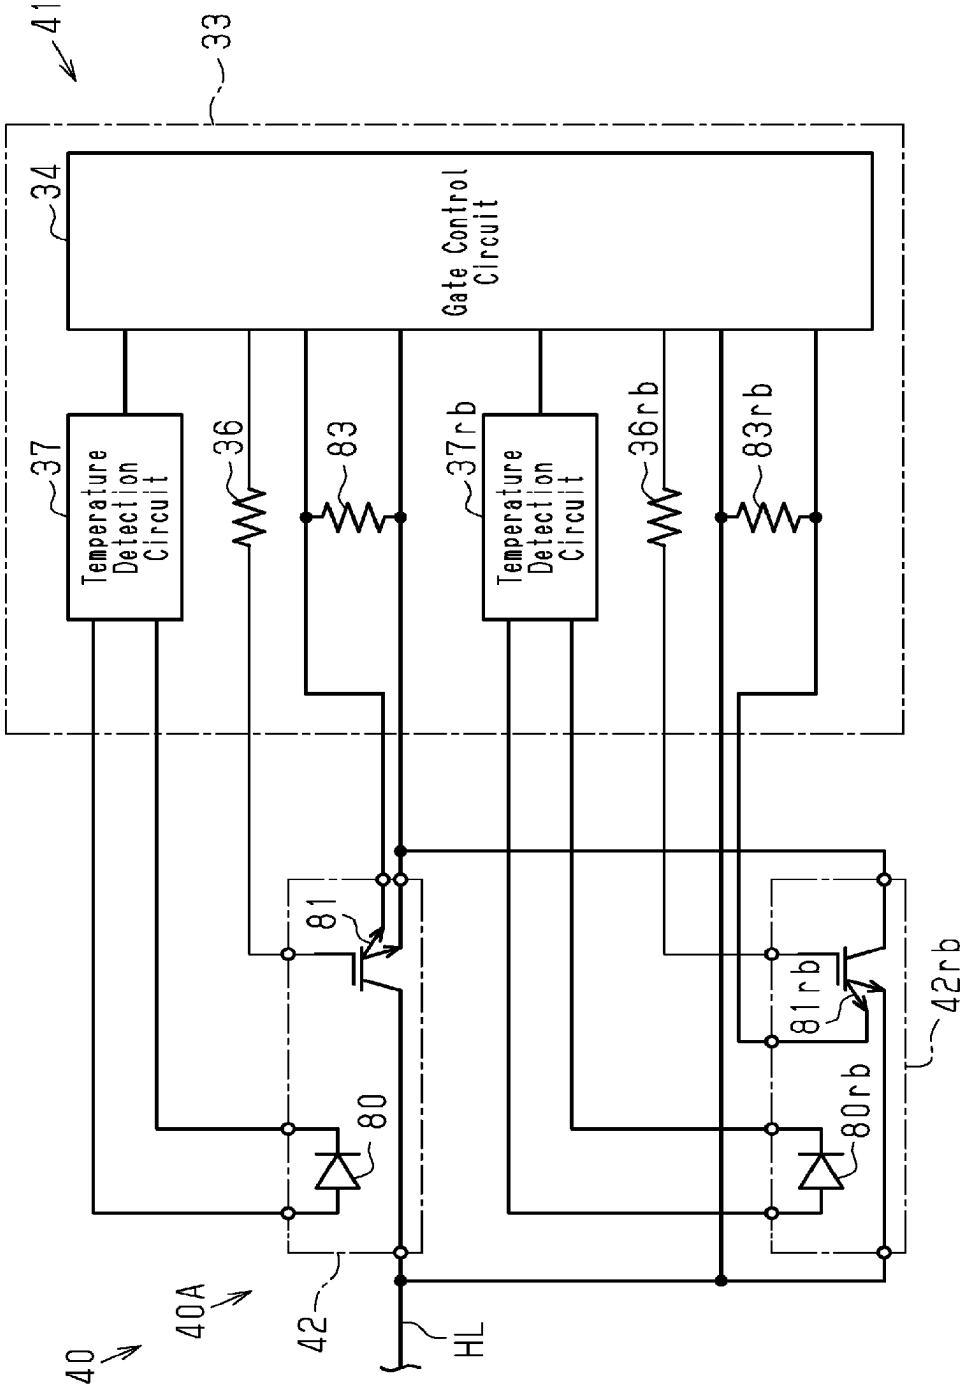 40
40A
41
33
34
Gate Control
Circuit
37
Temperature
Detection
Circuit
36
83
37rb
Temperature
Detection
Circuit
36rb
83rb
81
80
42
HL
81rb
80rb
42rb